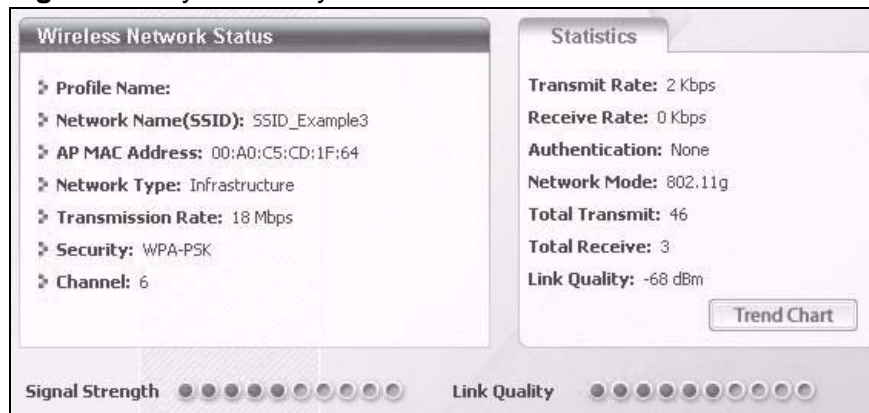 Wireless Network Status
Profile Name:
Network Name(SSID): SSID_Example3
AP MAC Address: 00:A0:C5:CD:1F:64
Network Type: Infrastructure
Transmission Rate: 18 Mbps
Security: WPA-PSK
Channel: 6
Statistics
Transmit Rate: 2 Kbps
Receive Rate: 0 Kbps
Authentication: None
Network Mode: 802.11g
Total Transmit: 46
Total Receive: 3
Link Quality: -68 dBm
Trend Chart
Signal Strength
Link Quality